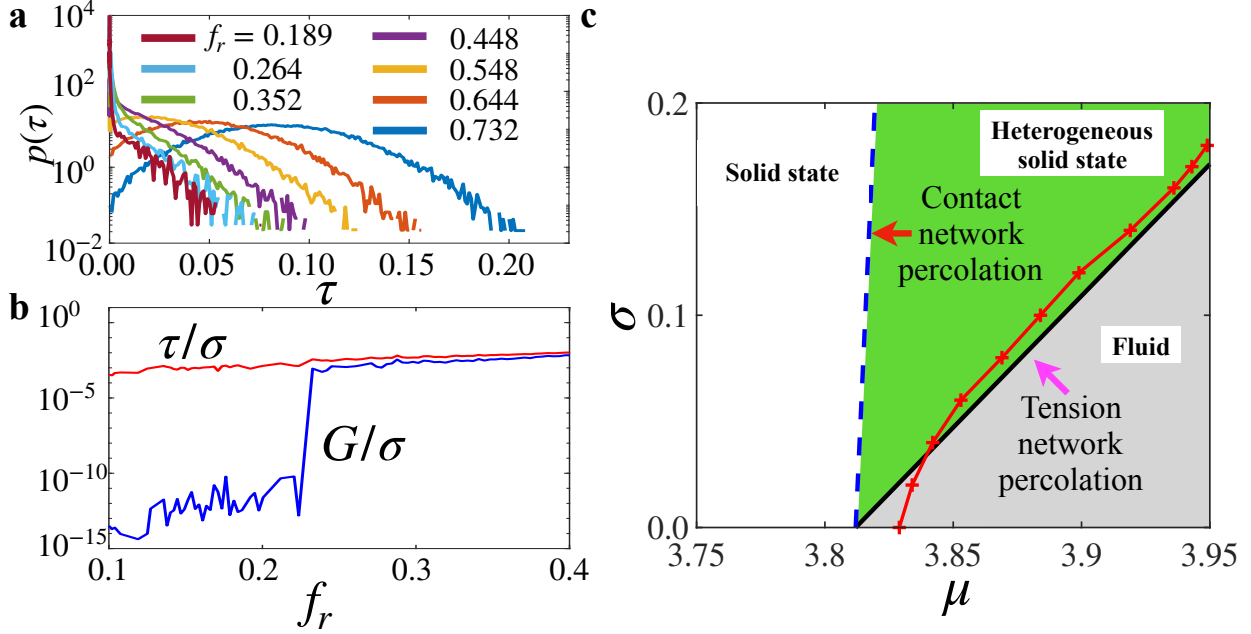 a
10^4
10^2
10^0
10^-2
p(τ)
f_r = 0.189
0.264
0.352
0.448
0.548
0.644
0.732
0.00
0.05
0.10
0.15
0.20
τ
b
10^0
10^-5
10^-10
10^-15
τ/σ
G/σ
0.1
0.2
0.3
0.4
f_r
c
0.2
0.1
0.0
σ
Solid state
Heterogeneous
solid state
Contact
network
percolation
Fluid
Tension
network
percolation
3.75
3.8
3.85
3.9
3.95
μ